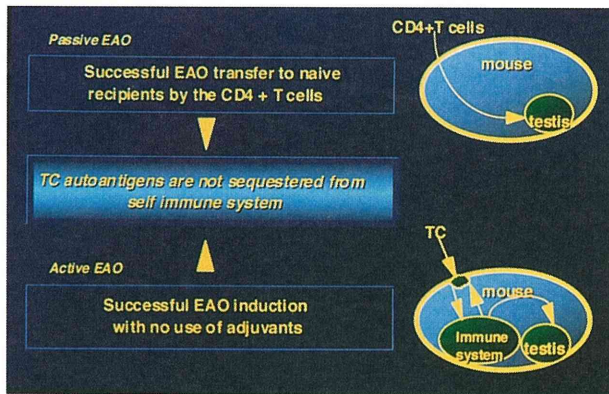 Passive EAO
Successful EAO transfer to naive
recipients by the CD4 + T cells
TC autoantigens are not sequestered from
self immune system
Active EAO
Successful EAO induction
with no use of adjuvants
CD4+T cells
mouse
testis
TC
mouse
Immune
system
testis